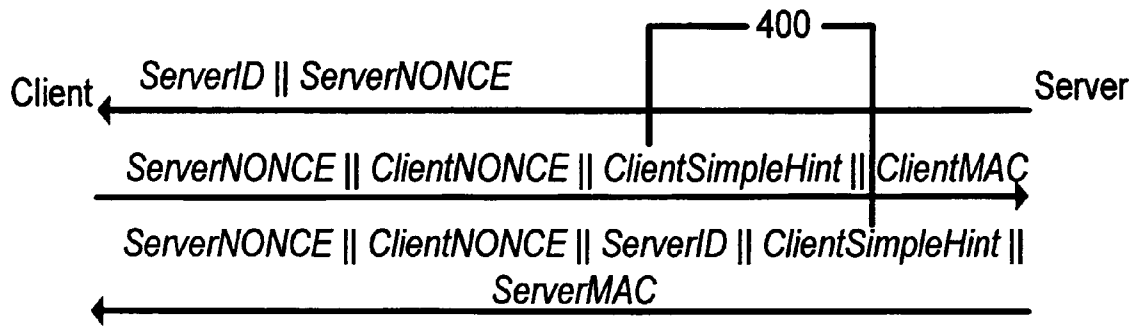 400
ServerID || ServerNONCE
Client
Server
ServerNONCE || ClientNONCE || ClientSimpleHint || ClientMAC
ServerNONCE || ClientNONCE || ServerID || ClientSimpleHint ||
ServerMAC